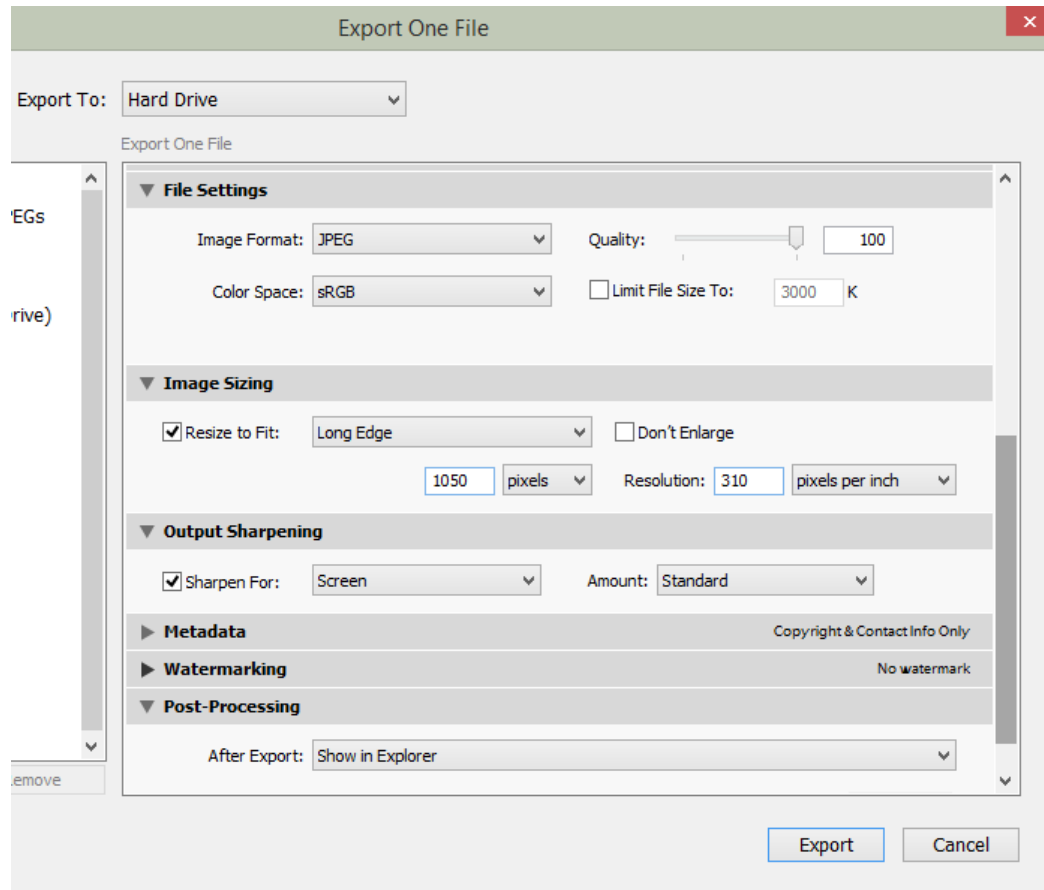 Export One File
Export To: Hard Drive
Export One File
PEGs
rive)
emove
File Settings
Image Format: JPEG Quality: 100
Color Space: sRGB Limit File Size To: 3000 K
Image Sizing
Resize to Fit: Long Edge Don't Enlarge
1050 pixels Resolution: 310 pixels per inch
Output Sharpening
Sharpen For: Screen Amount: Standard
Metadata Copyright & Contact Info Only
Watermarking No watermark
Post-Processing
After Export: Show in Explorer
Export Cancel